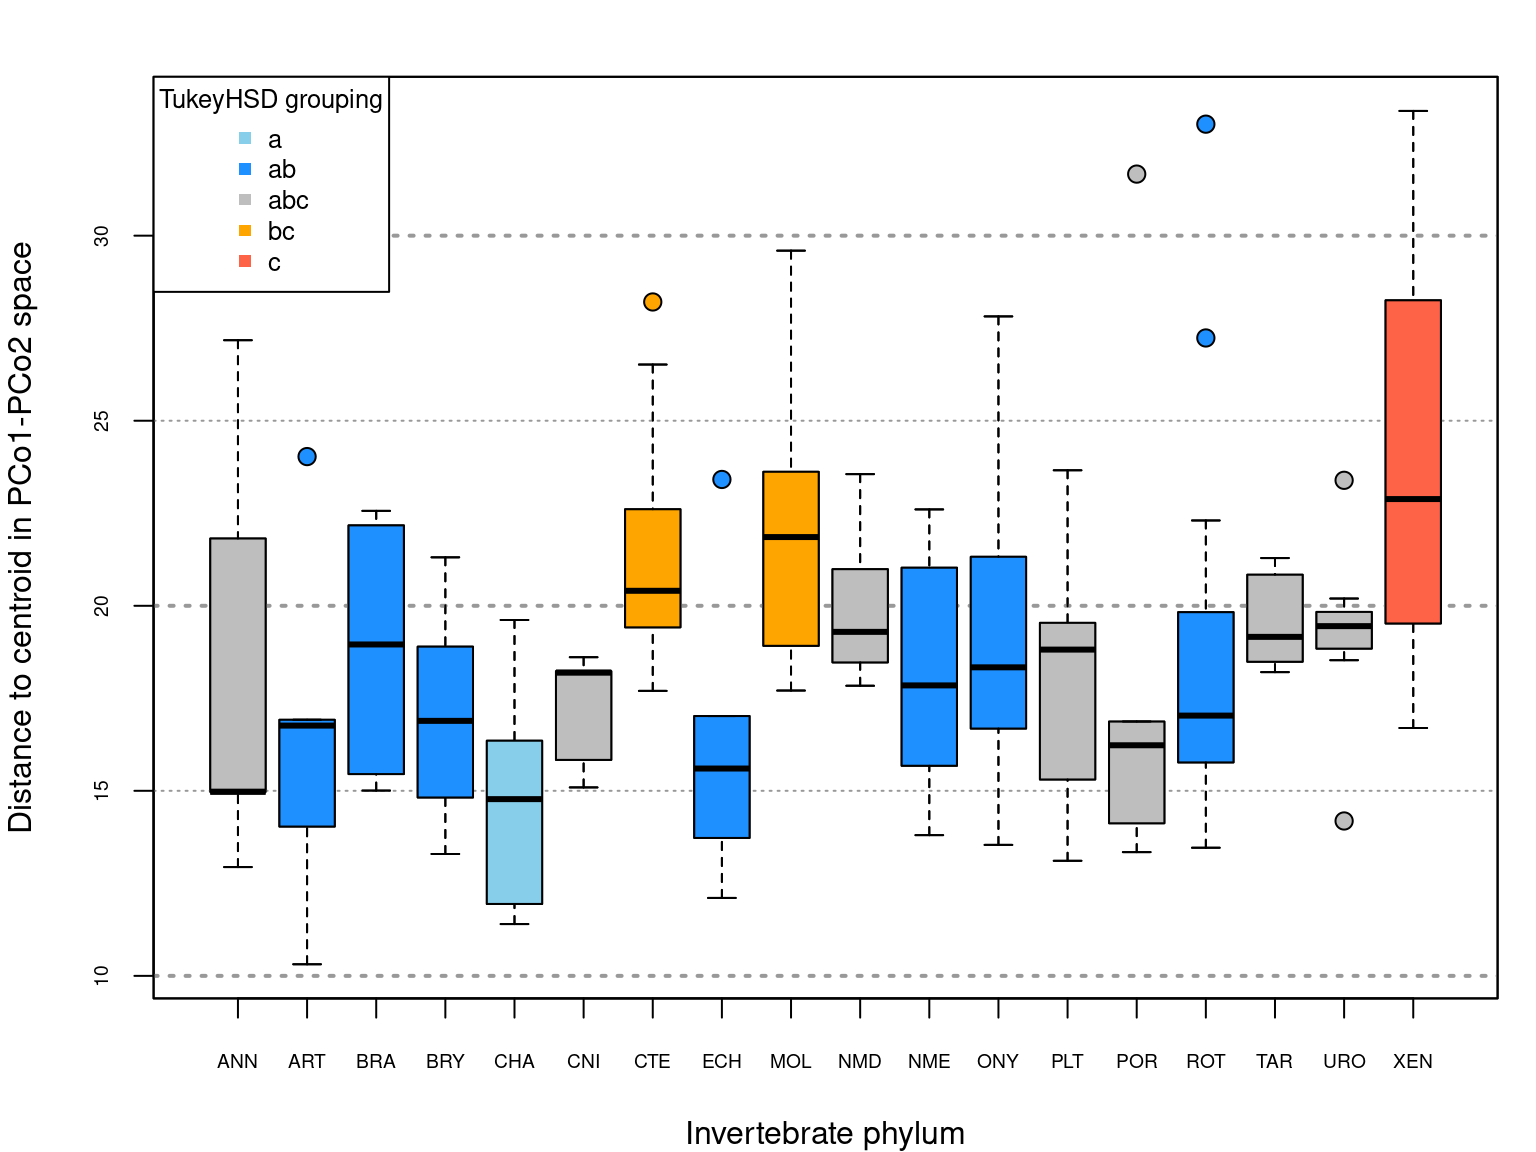 TukeyHSD grouping
a
ab
abc
bc
c
Distance to centroid in PCo1-PCo2 space
30
25
20
15
10
ANN ART BRA BRY CHA CNI CTE ECH MOL NMD NME ONY PLT POR ROT TAR URO XEN
Invertebrate phylum